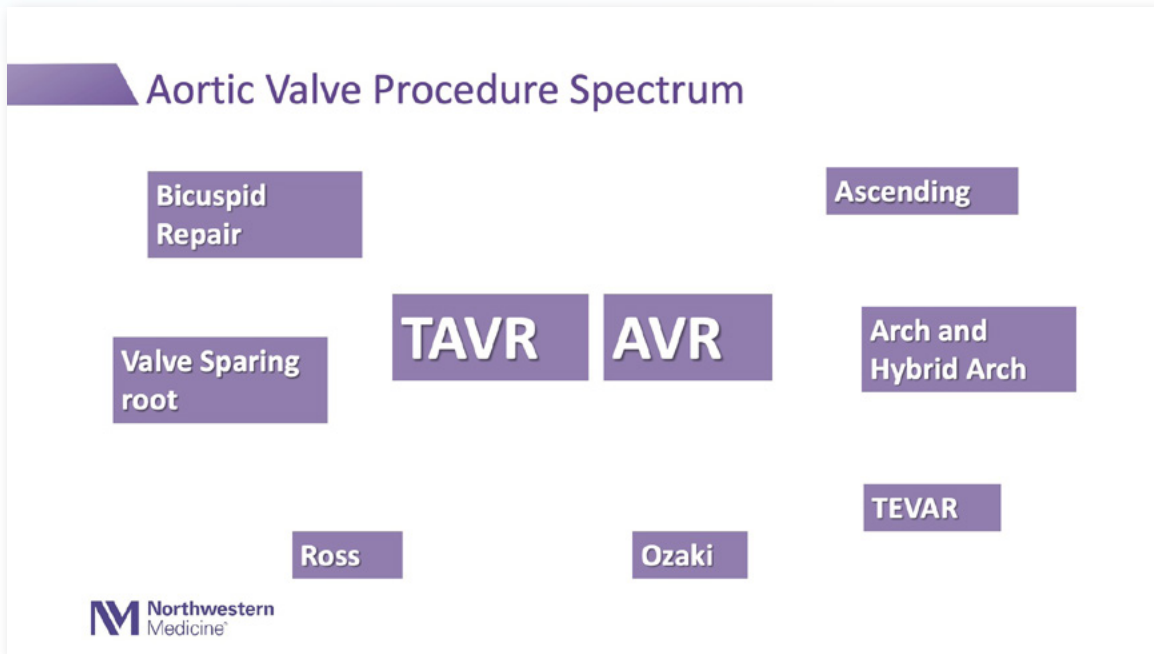 Aortic Valve Procedure Spectrum
Bicuspid
Repair
Ascending
TAVR
AVR
Arch and
Hybrid Arch
Valve Sparing
root
TEVAR
Ross
Ozaki
NM
Northwestern
Medicine